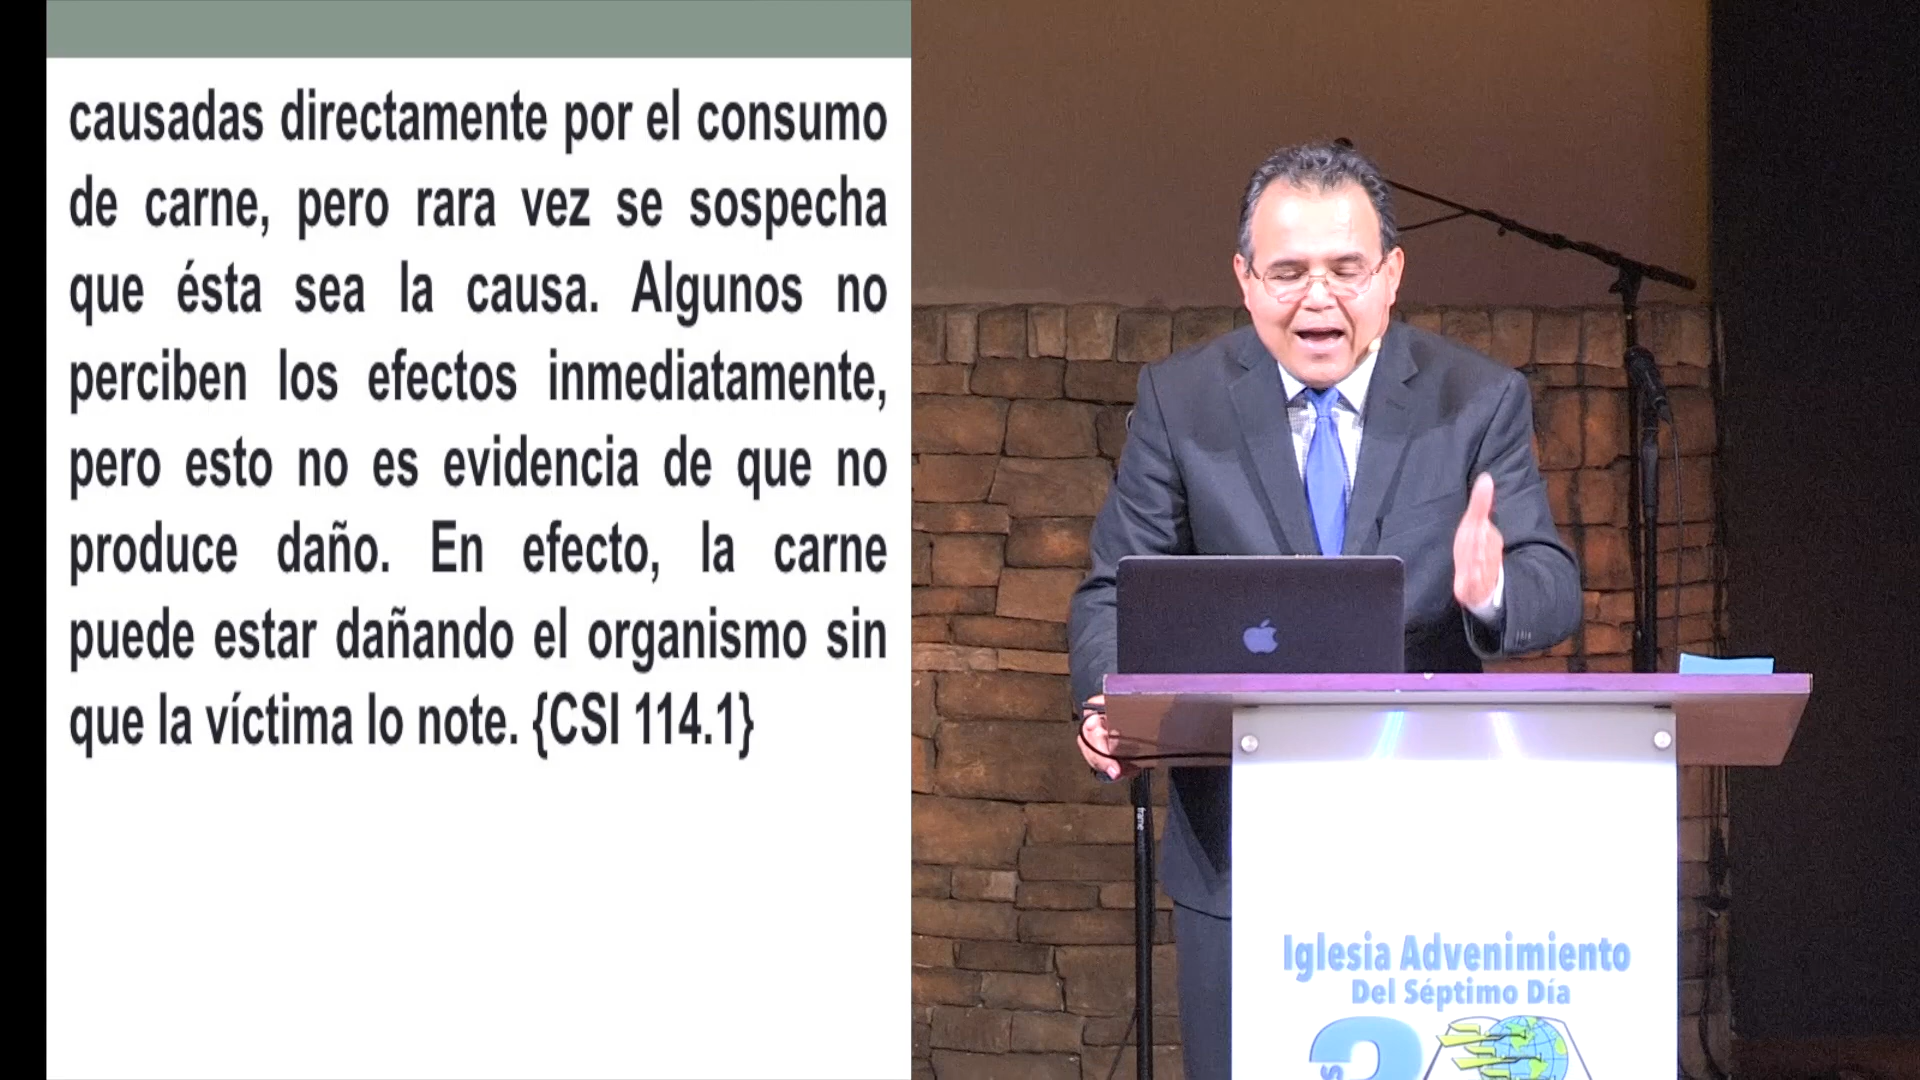 causadas directamente por el consumo
de carne, pero rara vez se sospecha
que ésta sea la causa. Algunos no
perciben los efectos inmediatamente,
pero esto no es evidencia de que no
produce daño. En efecto, la carne
puede estar dañando el organismo sin
que la víctima lo note. {CSI 114.1}
frame
Iglesia Advenimiento
Del Séptimo Día
3